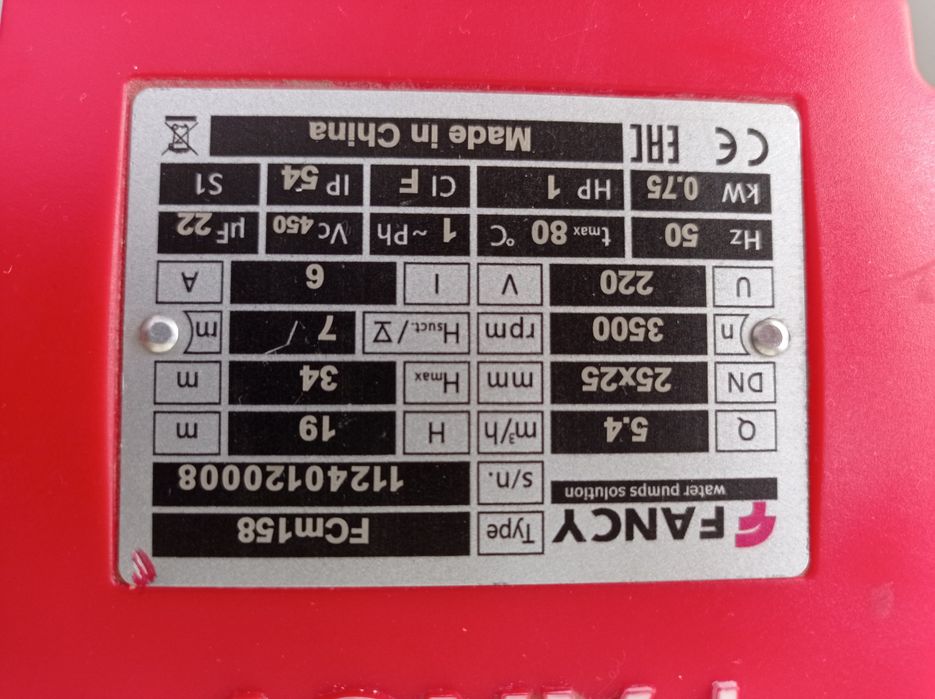 FANCY
water pumps solution
Type FCm158
s/n. 11240120008
Q 5.4 m³/h H 19 m
DN 25x25 mm Hmax 34 m
n 3500 rpm Hsuct./∇ 7 / m
U 220 V I 6 A
Hz 50 tmax 80 °C 1 ~Ph Vc 450 µF 22
kW 0.75 HP 1 Cl F IP 54 S1
CE EAC Made in China